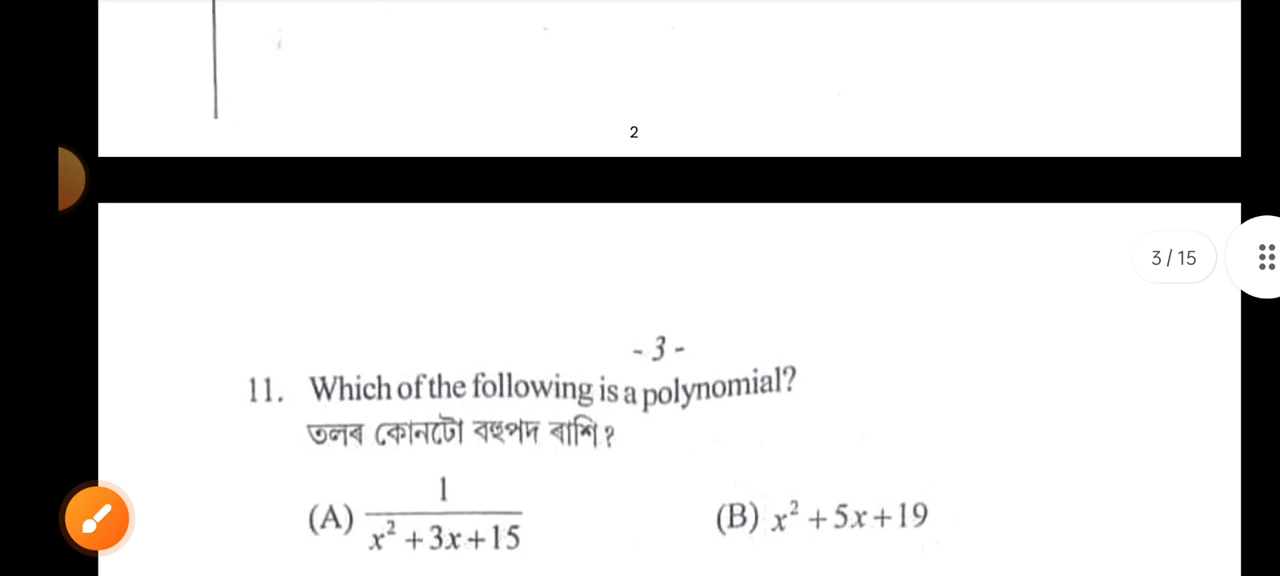 2
3 / 15
- 3 -
11. Which of the following is a polynomial?
তলৰ কোনটো বহুপদ ৰাশি ?
(A) 1 / (x² + 3x + 15) (B) x² + 5x + 19